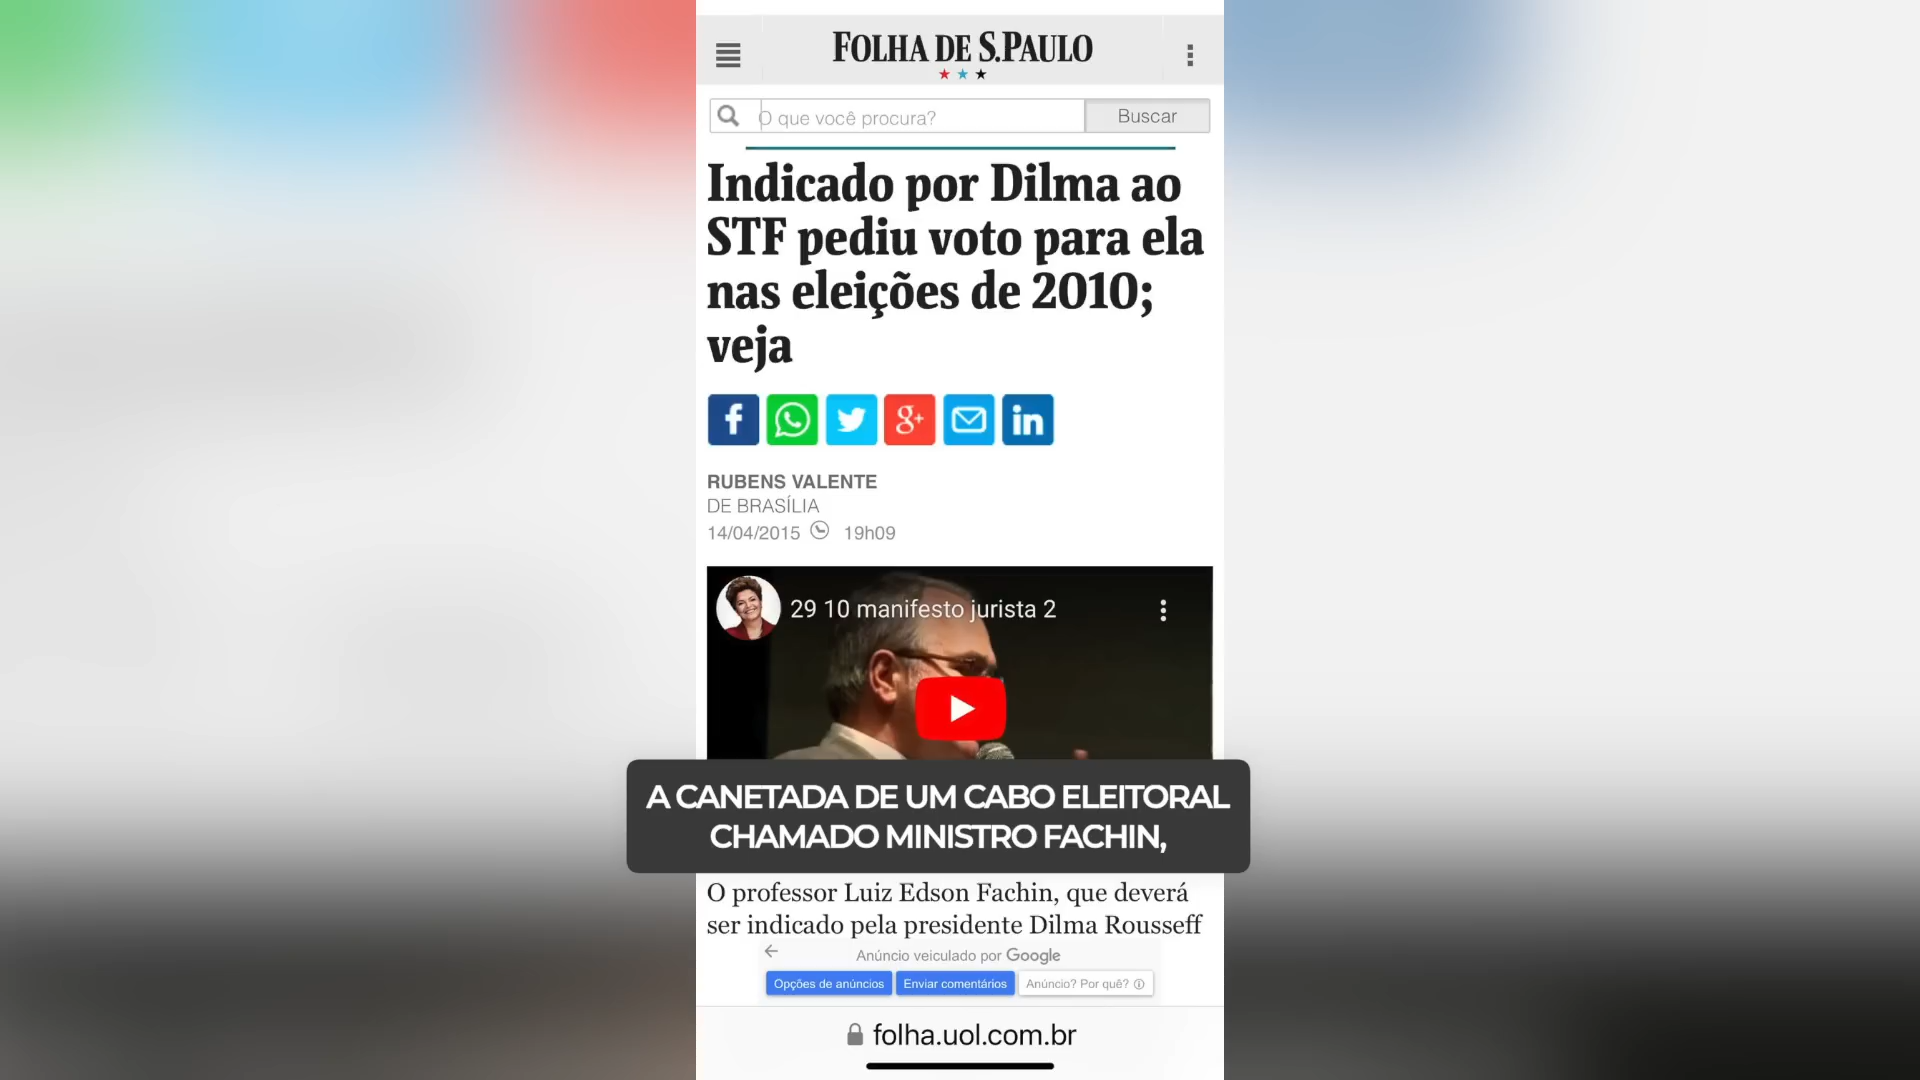 FOLHA DE S.PAULO
O que você procura?
Buscar
Indicado por Dilma ao
STF pediu voto para ela
nas eleições de 2010;
veja
RUBENS VALENTE
DE BRASÍLIA
14/04/2015 19h09
29 10 manifesto jurista 2
A CANETADA DE UM CABO ELEITORAL
CHAMADO MINISTRO FACHIN,
O professor Luiz Edson Fachin, que deverá
ser indicado pela presidente Dilma Rousseff
Anúncio veiculado por Google
Opções de anúncios
Enviar comentários
Anúncio? Por quê?
folha.uol.com.br